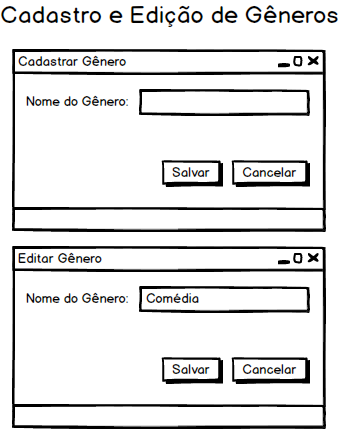 Cadastro e Edição de Gêneros
Cadastrar Gênero
Nome do Gênero:
Salvar Cancelar
Editar Gênero
Nome do Gênero: Comédia
Salvar Cancelar